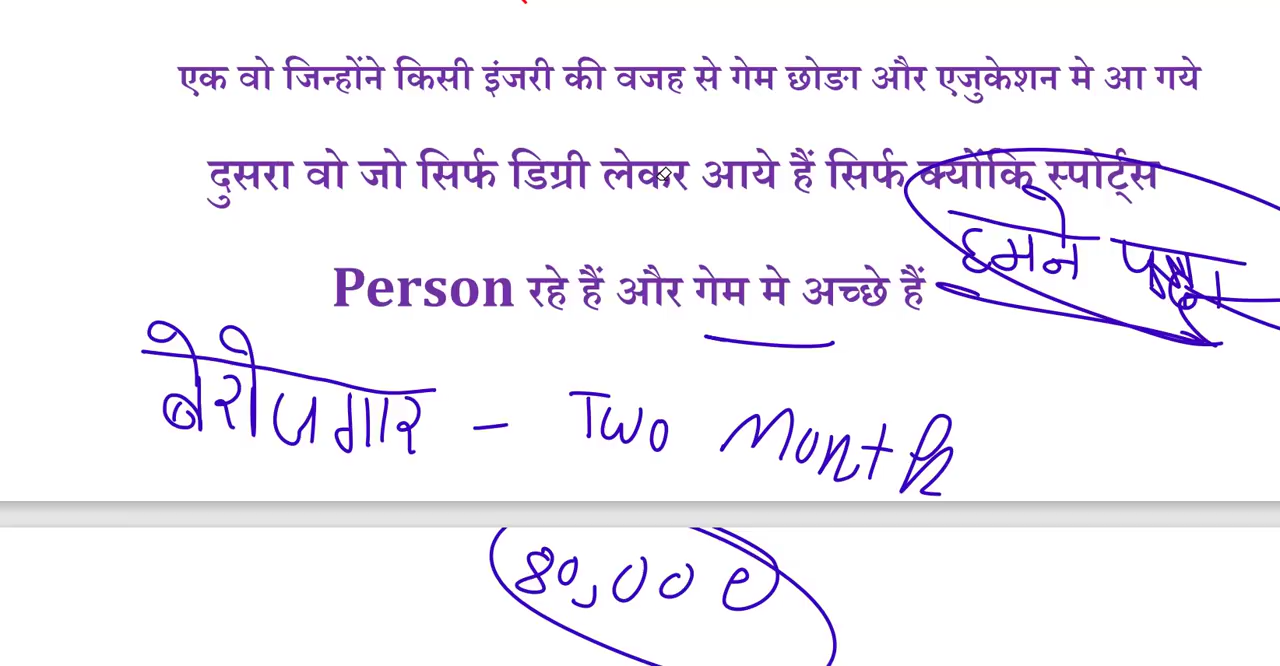 एक वो जिन्होंने किसी इंजरी की वजह से गेम छोङा और एजुकेशन मे आ गये
दुसरा वो जो सिर्फ डिग्री लेकर आये हैं सिर्फ क्योंकि स्पोर्ट्स
हमने
Person रहे हैं और गेम मे अच्छे हैं
बेरोजगार - Two Month
80,000